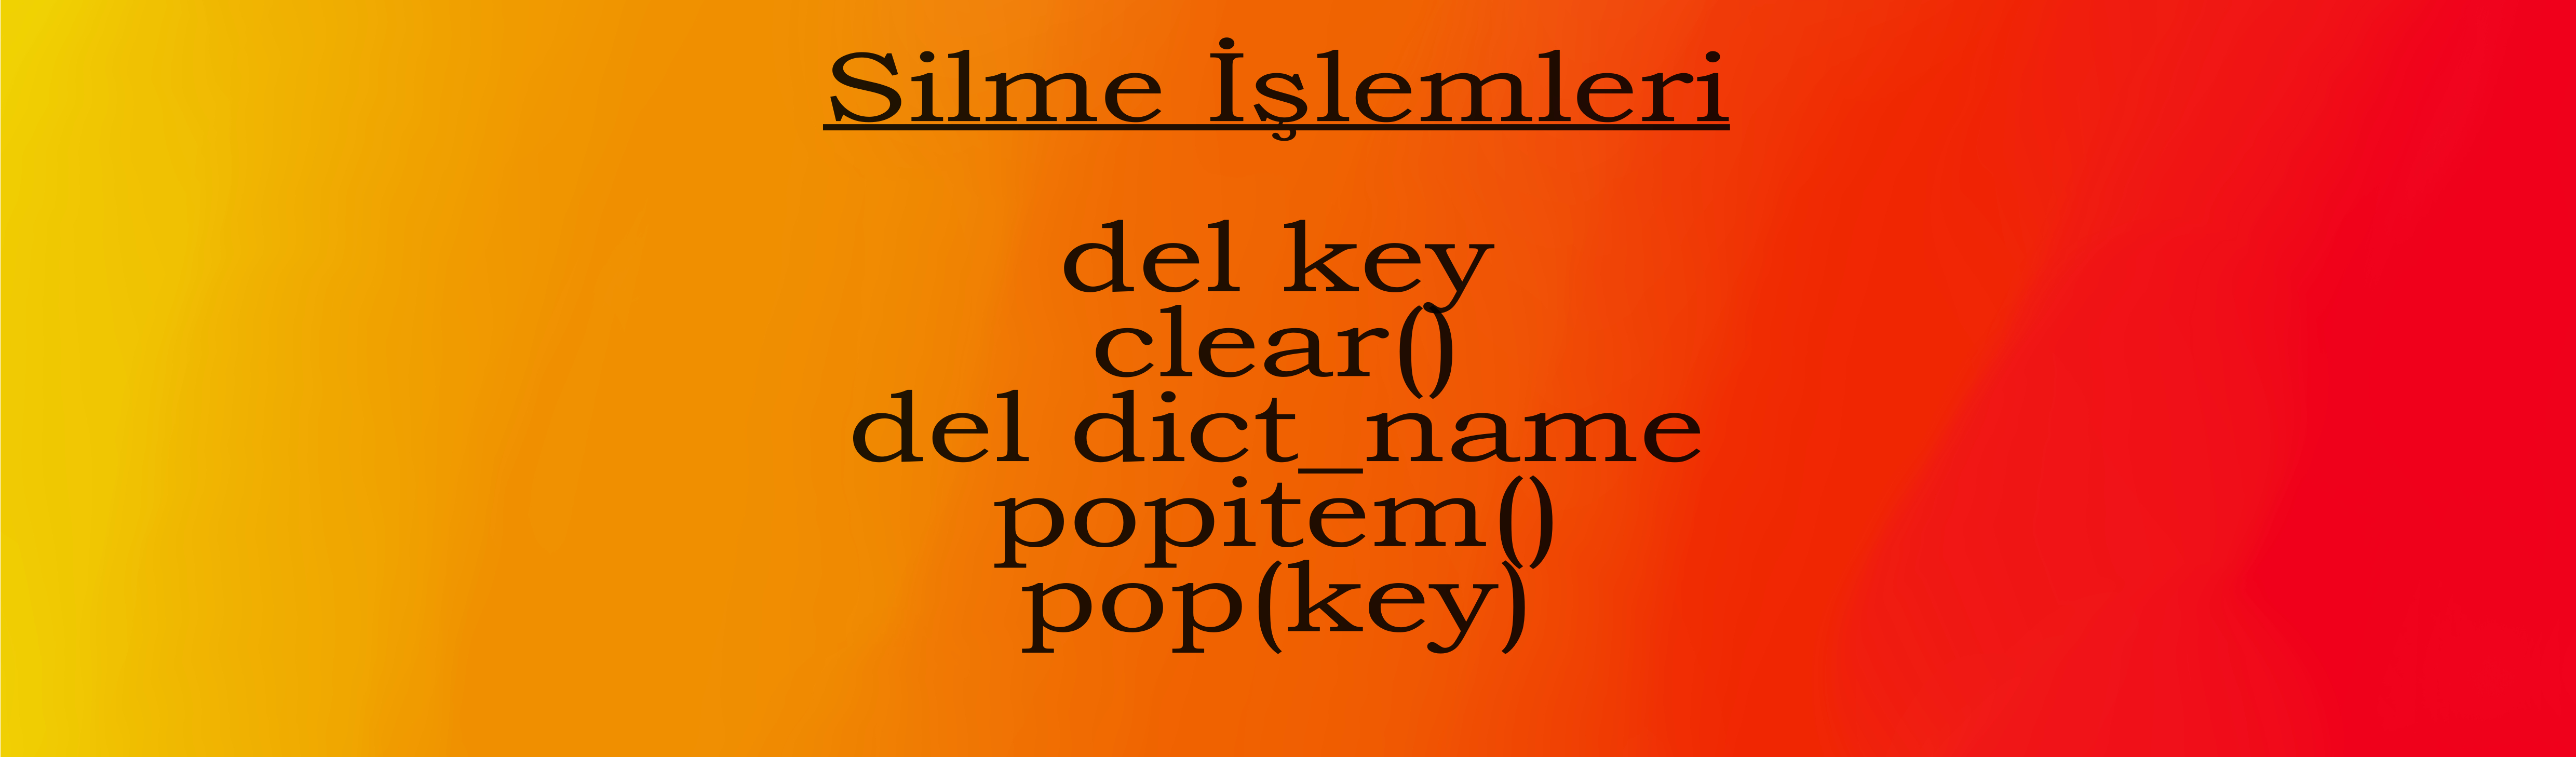 Silme İşlemleri
del key
clear()
del dict_name
popitem()
pop(key)